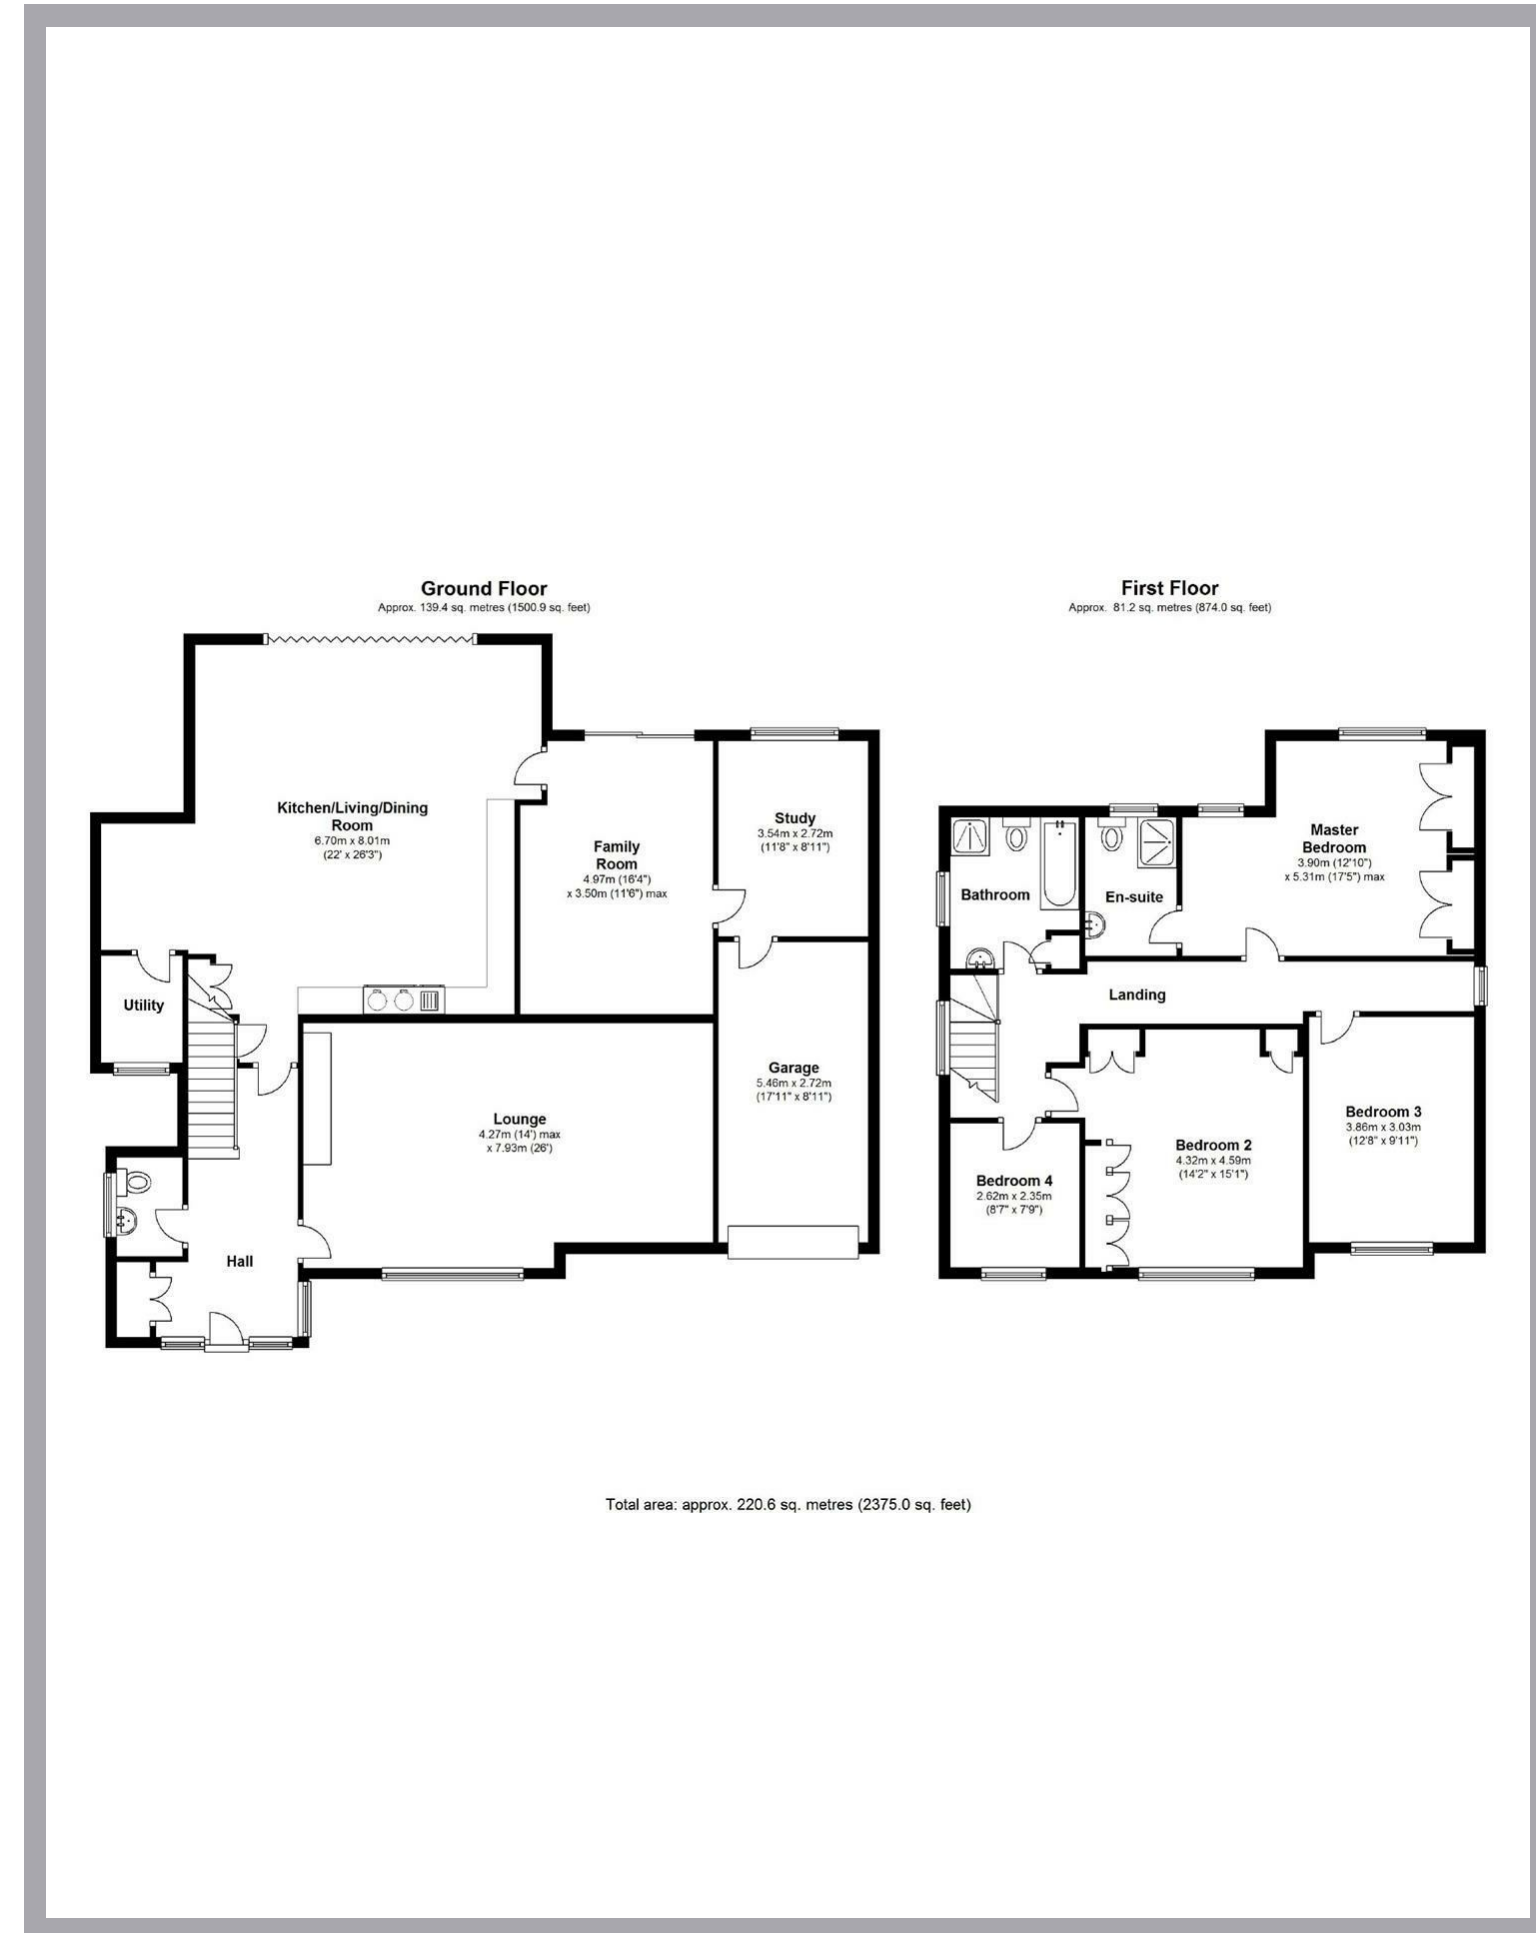 Ground Floor
Approx. 139.4 sq. metres (1500.9 sq. feet)
Kitchen/Living/Dining
Room
6.70m x 8.01m
(22' x 26'3")
Family
Room
4.97m (16'4")
x 3.50m (11'6") max
Study
3.54m x 2.72m
(11'8" x 8'11")
Utility
Garage
5.46m x 2.72m
(17'11" x 8'11")
Lounge
4.27m (14') max
x 7.93m (26')
Hall
First Floor
Approx. 81.2 sq. metres (874.0 sq. feet)
Master
Bedroom
3.90m (12'10")
x 5.31m (17'5") max
Bathroom
En-suite
Landing
Bedroom 3
3.86m x 3.03m
(12'8" x 9'11")
Bedroom 2
4.32m x 4.59m
(14'2" x 15'1")
Bedroom 4
2.62m x 2.35m
(8'7" x 7'9")
Total area: approx. 220.6 sq. metres (2375.0 sq. feet)